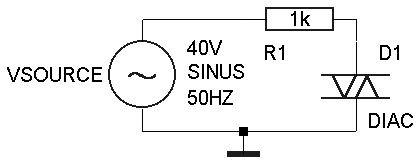 1k
40V
R1
D1
VSOURCE
SINUS
50HZ
DIAC